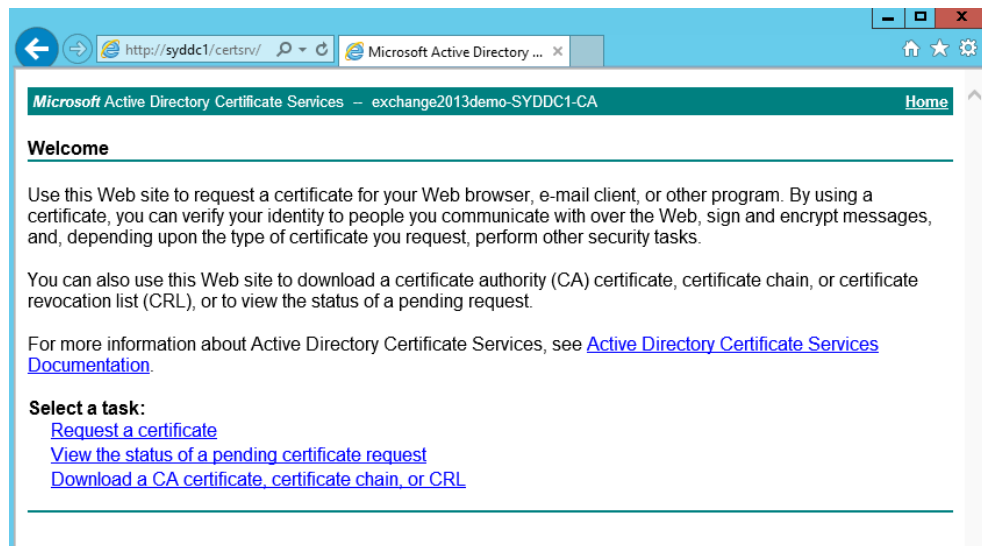 http://syddc1/certsrv/
Microsoft Active Directory ...
Microsoft Active Directory Certificate Services -- exchange2013demo-SYDDC1-CA
Home
Welcome
Use this Web site to request a certificate for your Web browser, e-mail client, or other program. By using a
certificate, you can verify your identity to people you communicate with over the Web, sign and encrypt messages,
and, depending upon the type of certificate you request, perform other security tasks.
You can also use this Web site to download a certificate authority (CA) certificate, certificate chain, or certificate
revocation list (CRL), or to view the status of a pending request.
For more information about Active Directory Certificate Services, see Active Directory Certificate Services
Documentation.
Select a task:
Request a certificate
View the status of a pending certificate request
Download a CA certificate, certificate chain, or CRL